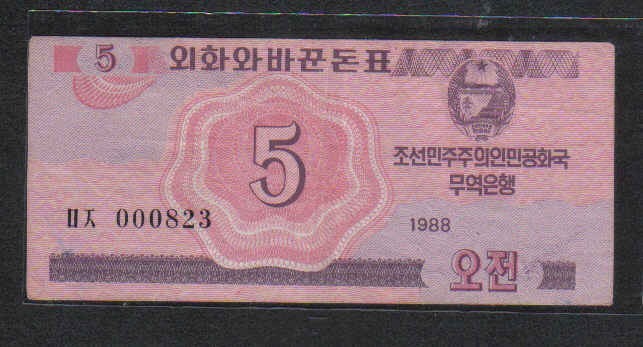 5 외화와바꾼돈표
5
조선민주주의인민공화국
무역은행
ㅂㅈ 000823
1988
오전